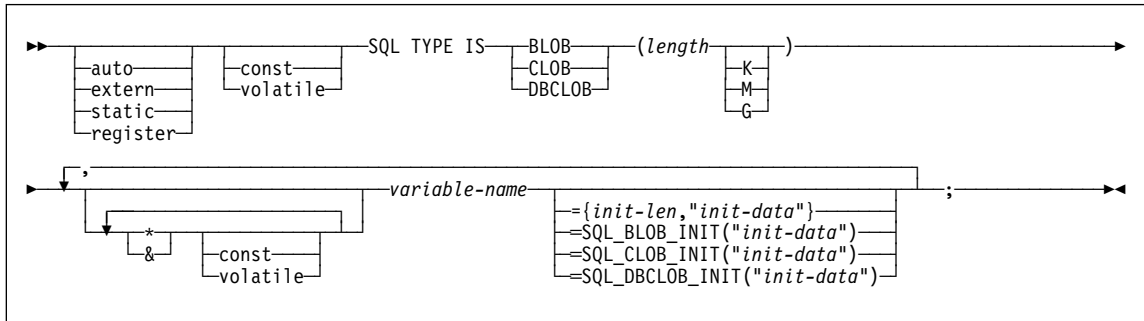 SQL TYPE IS BLOB (length )
auto const CLOB K
extern volatile DBCLOB M
static G
register
,
variable-name ;
={init-len,"init-data"}
* =SQL_BLOB_INIT("init-data")
& const =SQL_CLOB_INIT("init-data")
volatile =SQL_DBCLOB_INIT("init-data")